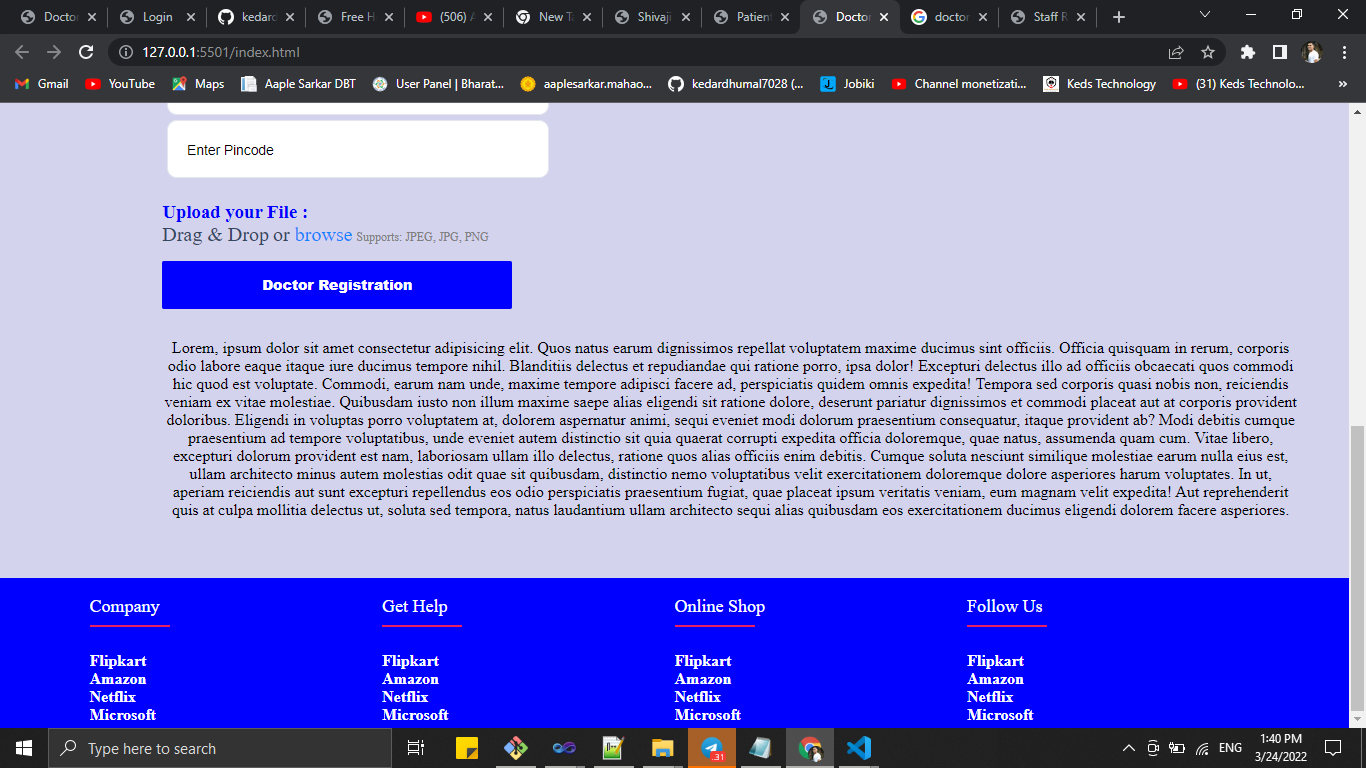 Doctor
Login
kedard
Free H
(506) A
New Ta
Shivaji
Patient
Doctor
doctor
Staff R
127.0.0.1:5501/index.html
Gmail
YouTube
Maps
Aaple Sarkar DBT
User Panel | Bharat...
aaplesarkar.mahao...
kedardhumal7028 (...
Jobiki
Channel monetizati...
Keds Technology
(31) Keds Technolo...
Enter Pincode
Upload your File :
Drag & Drop or browse Supports: JPEG, JPG, PNG
Doctor Registration
Lorem, ipsum dolor sit amet consectetur adipisicing elit. Quos natus earum dignissimos repellat voluptatem maxime ducimus sint officiis. Officia quisquam in rerum, corporis
odio labore eaque itaque iure ducimus tempore nihil. Blanditiis delectus et repudiandae qui ratione porro, ipsa dolor! Excepturi delectus illo ad officiis obcaecati quos commodi
hic quod est voluptate. Commodi, earum nam unde, maxime tempore adipisci facere ad, perspiciatis quidem omnis expedita! Tempora sed corporis quasi nobis non, reiciendis
veniam ex vitae molestiae. Quibusdam iusto non illum maxime saepe alias eligendi sit ratione dolore, deserunt pariatur dignissimos et commodi placeat aut at corporis provident
doloribus. Eligendi in voluptas porro voluptatem at, dolorem aspernatur animi, sequi eveniet modi dolorum praesentium consequatur, itaque provident ab? Modi debitis cumque
praesentium ad tempore voluptatibus, unde eveniet autem distinctio sit quia quaerat corrupti expedita officia doloremque, quae natus, assumenda quam cum. Vitae libero,
excepturi dolorum provident est nam, laboriosam ullam illo delectus, ratione quos alias officiis enim debitis. Cumque soluta nesciunt similique molestiae earum nulla eius est,
ullam architecto minus autem molestias odit quae sit quibusdam, distinctio nemo voluptatibus velit exercitationem doloremque dolore asperiores harum voluptates. In ut,
aperiam reiciendis aut sunt excepturi repellendus eos odio perspiciatis praesentium fugiat, quae placeat ipsum veritatis veniam, eum magnam velit expedita! Aut reprehenderit
quis at culpa mollitia delectus ut, soluta sed tempora, natus laudantium ullam architecto sequi alias quibusdam eos exercitationem ducimus eligendi dolorem facere asperiores.
Company
Flipkart
Amazon
Netflix
Microsoft
Get Help
Flipkart
Amazon
Netflix
Microsoft
Online Shop
Flipkart
Amazon
Netflix
Microsoft
Follow Us
Flipkart
Amazon
Netflix
Microsoft
Type here to search
31
ENG
1:40 PM
3/24/2022